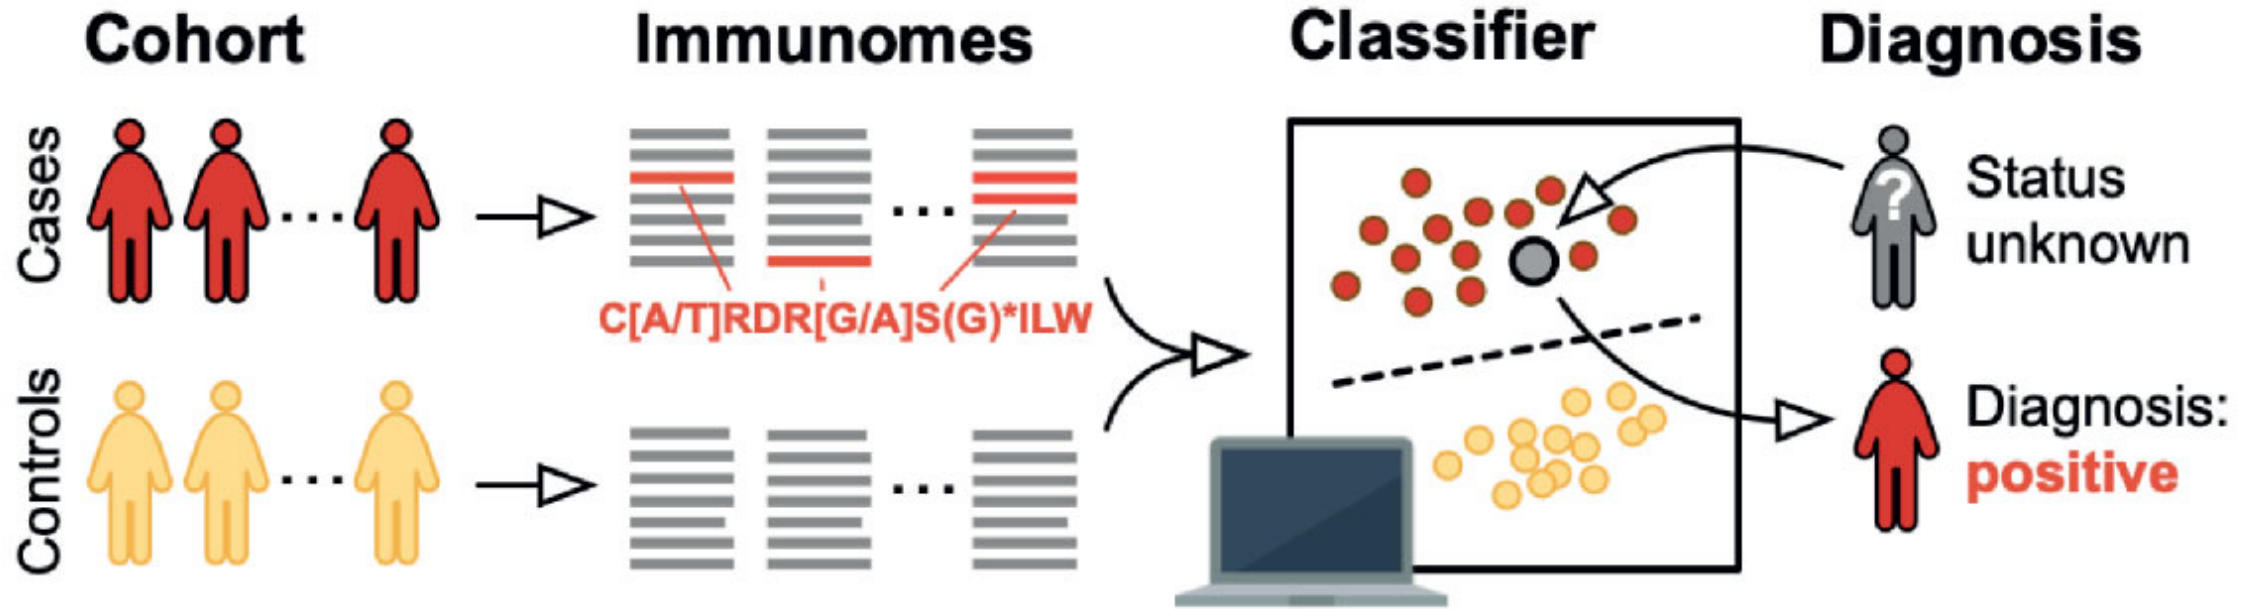 Cohort
Immunomes
Classifier
Diagnosis
Cases
C[A/T]RDR[G/A]S(G)*ILW
?
Status
unknown
Controls
Diagnosis:
positive